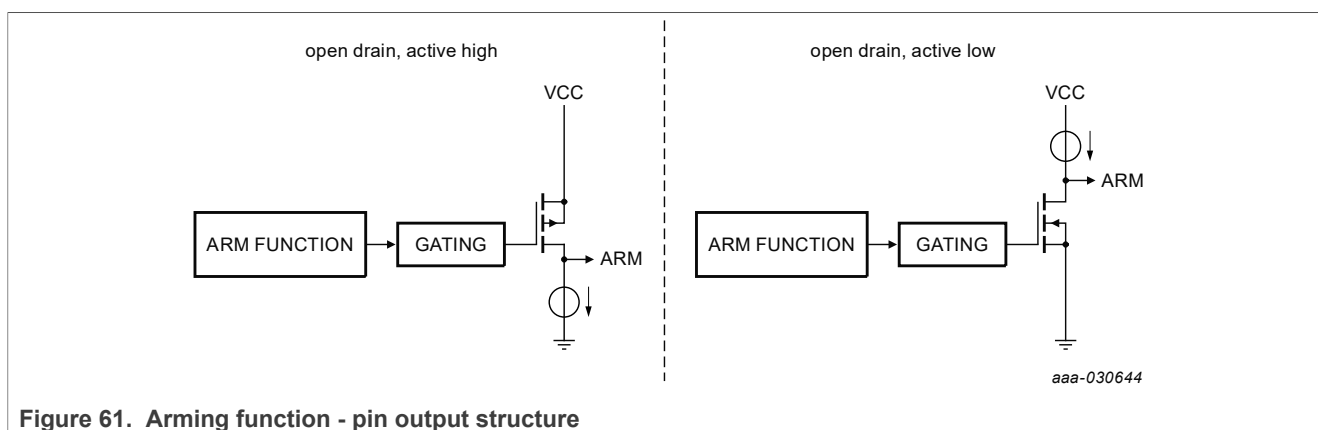 open drain, active high
VCC
ARM FUNCTION
GATING
ARM
open drain, active low
VCC
ARM
ARM FUNCTION
GATING
aaa-030644
Figure 61. Arming function - pin output structure